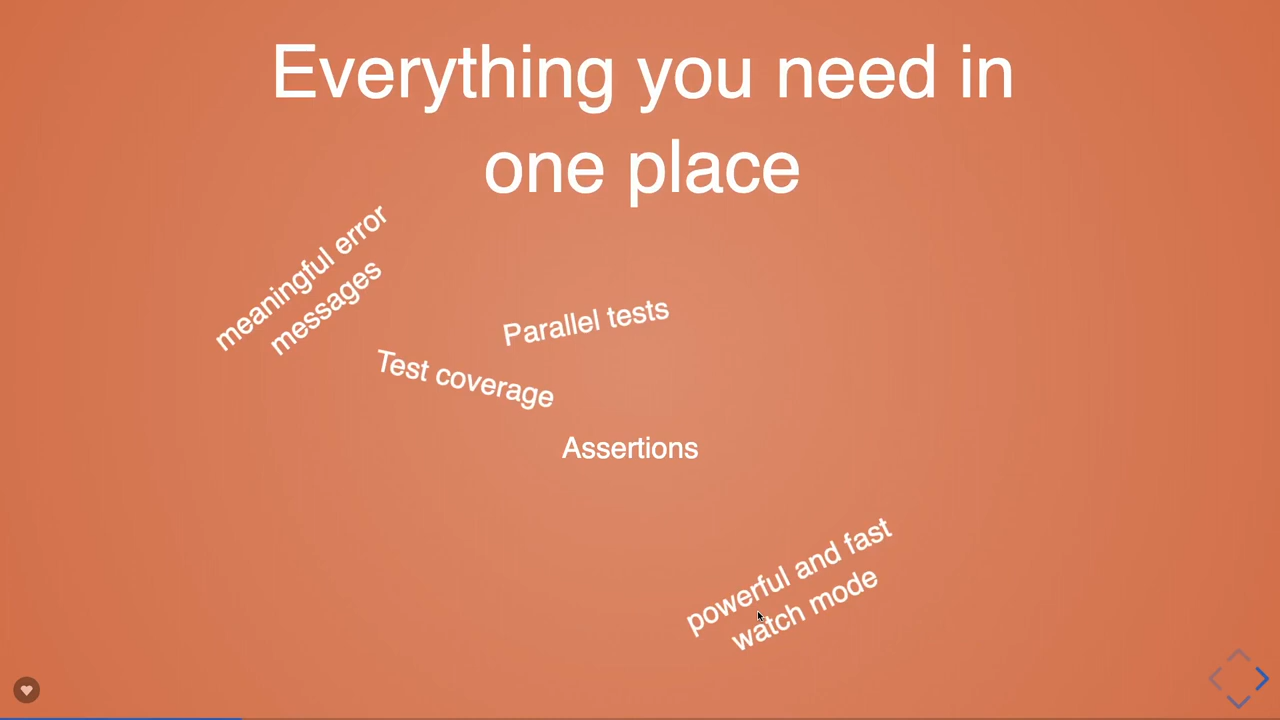 Everything you need in
one place
meaningful error
messages
Parallel tests
Test coverage
Assertions
powerful and fast
watch mode